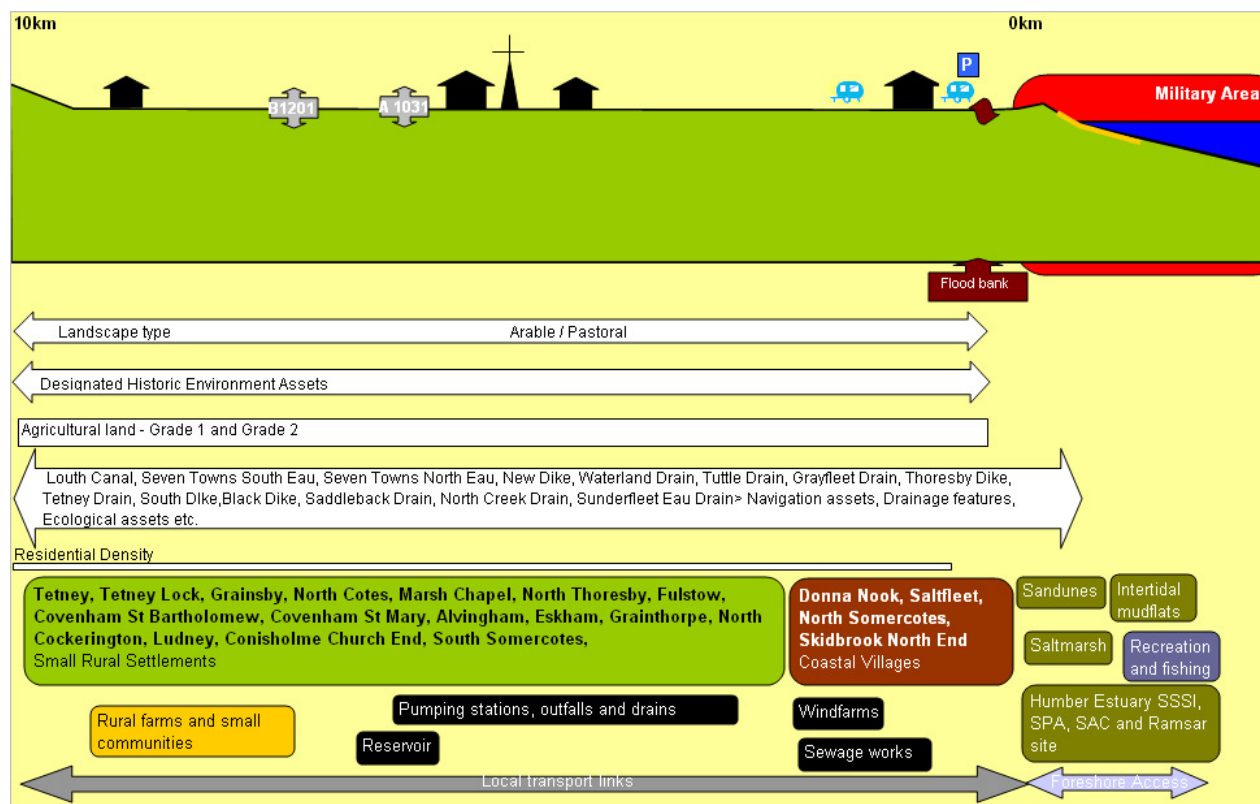 10km
0km
P
B1201
A 1031
Military Area
Flood bank
Landscape type
Arable / Pastoral
Designated Historic Environment Assets
Agricultural land - Grade 1 and Grade 2
Louth Canal, Seven Towns South Eau, Seven Towns North Eau, New Dike, Waterland Drain, Tuttle Drain, Grayfleet Drain, Thoresby Dike,
Tetney Drain, South DIke,Black Dike, Saddleback Drain, North Creek Drain, Sunderfleet Eau Drain> Navigation assets, Drainage features,
Ecological assets etc.
Residential Density
Tetney, Tetney Lock, Grainsby, North Cotes, Marsh Chapel, North Thoresby, Fulstow,
Covenham St Bartholomew, Covenham St Mary, Alvingham, Eskham, Grainthorpe, North
Cockerington, Ludney, Conisholme Church End, South Somercotes,
Small Rural Settlements
Donna Nook, Saltfleet,
North Somercotes,
Skidbrook North End
Coastal Villages
Sandunes
Intertidal
mudflats
Saltmarsh
Recreation
and fishing
Rural farms and small
communities
Pumping stations, outfalls and drains
Reservoir
Windfarms
Sewage works
Humber Estuary SSSI,
SPA, SAC and Ramsar
site
Local transport links
Foreshore Access